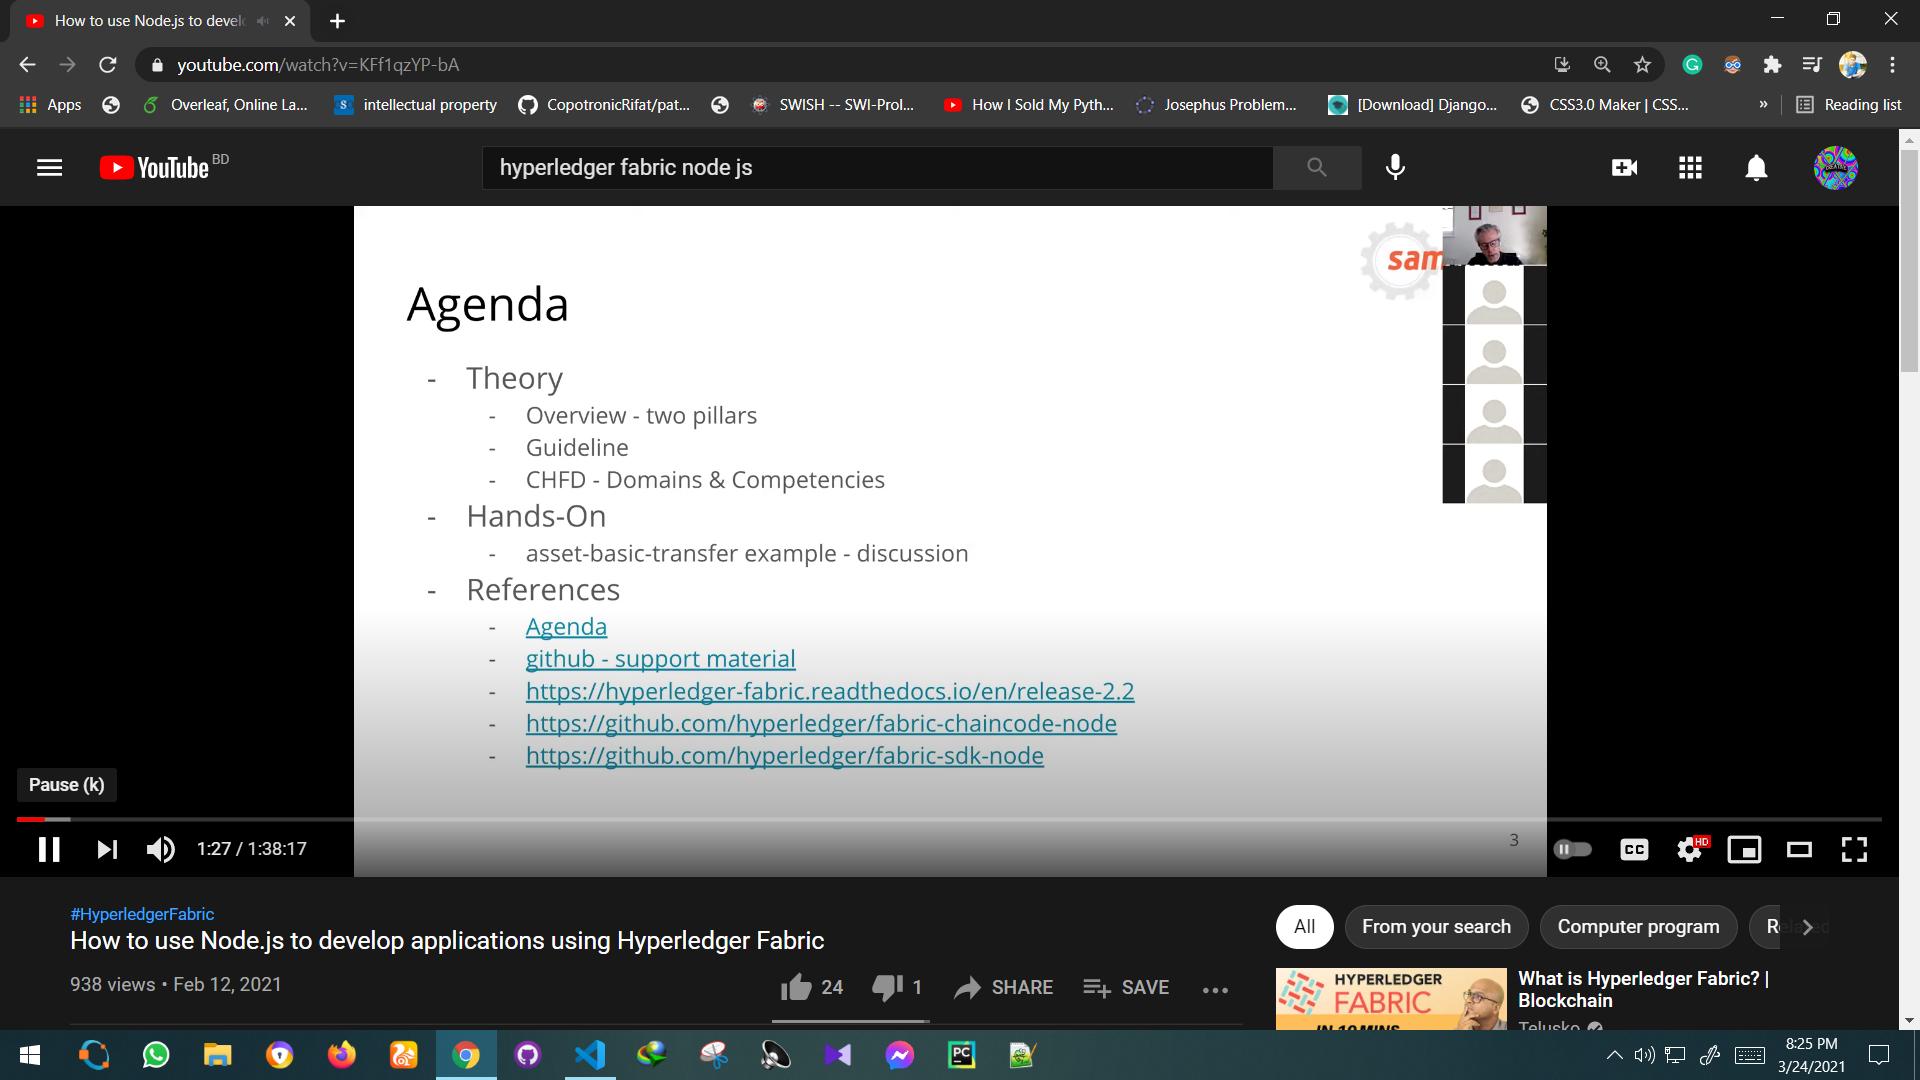 How to use Node.js to devel
youtube.com/watch?v=KFf1qzYP-bA
Apps
Overleaf, Online La...
intellectual property
CopotronicRifat/pat...
SWISH -- SWI-Prol...
How I Sold My Pyth...
Josephus Problem...
[Download] Django...
CSS3.0 Maker | CSS...
»
Reading list
YouTube BD
hyperledger fabric node js
sam
Agenda
- Theory
- Overview - two pillars
- Guideline
- CHFD - Domains & Competencies
- Hands-On
- asset-basic-transfer example - discussion
- References
- Agenda
- github - support material
- https://hyperledger-fabric.readthedocs.io/en/release-2.2
- https://github.com/hyperledger/fabric-chaincode-node
- https://github.com/hyperledger/fabric-sdk-node
Pause (k)
3
1:27 / 1:38:17
CC
HD
#HyperledgerFabric
How to use Node.js to develop applications using Hyperledger Fabric
938 views • Feb 12, 2021
24
1
SHARE
SAVE
All
From your search
Computer program
Related
HYPERLEDGER
FABRIC
IN 10 MINS
What is Hyperledger Fabric? |
Blockchain
Telusko
PC
8:25 PM
3/24/2021